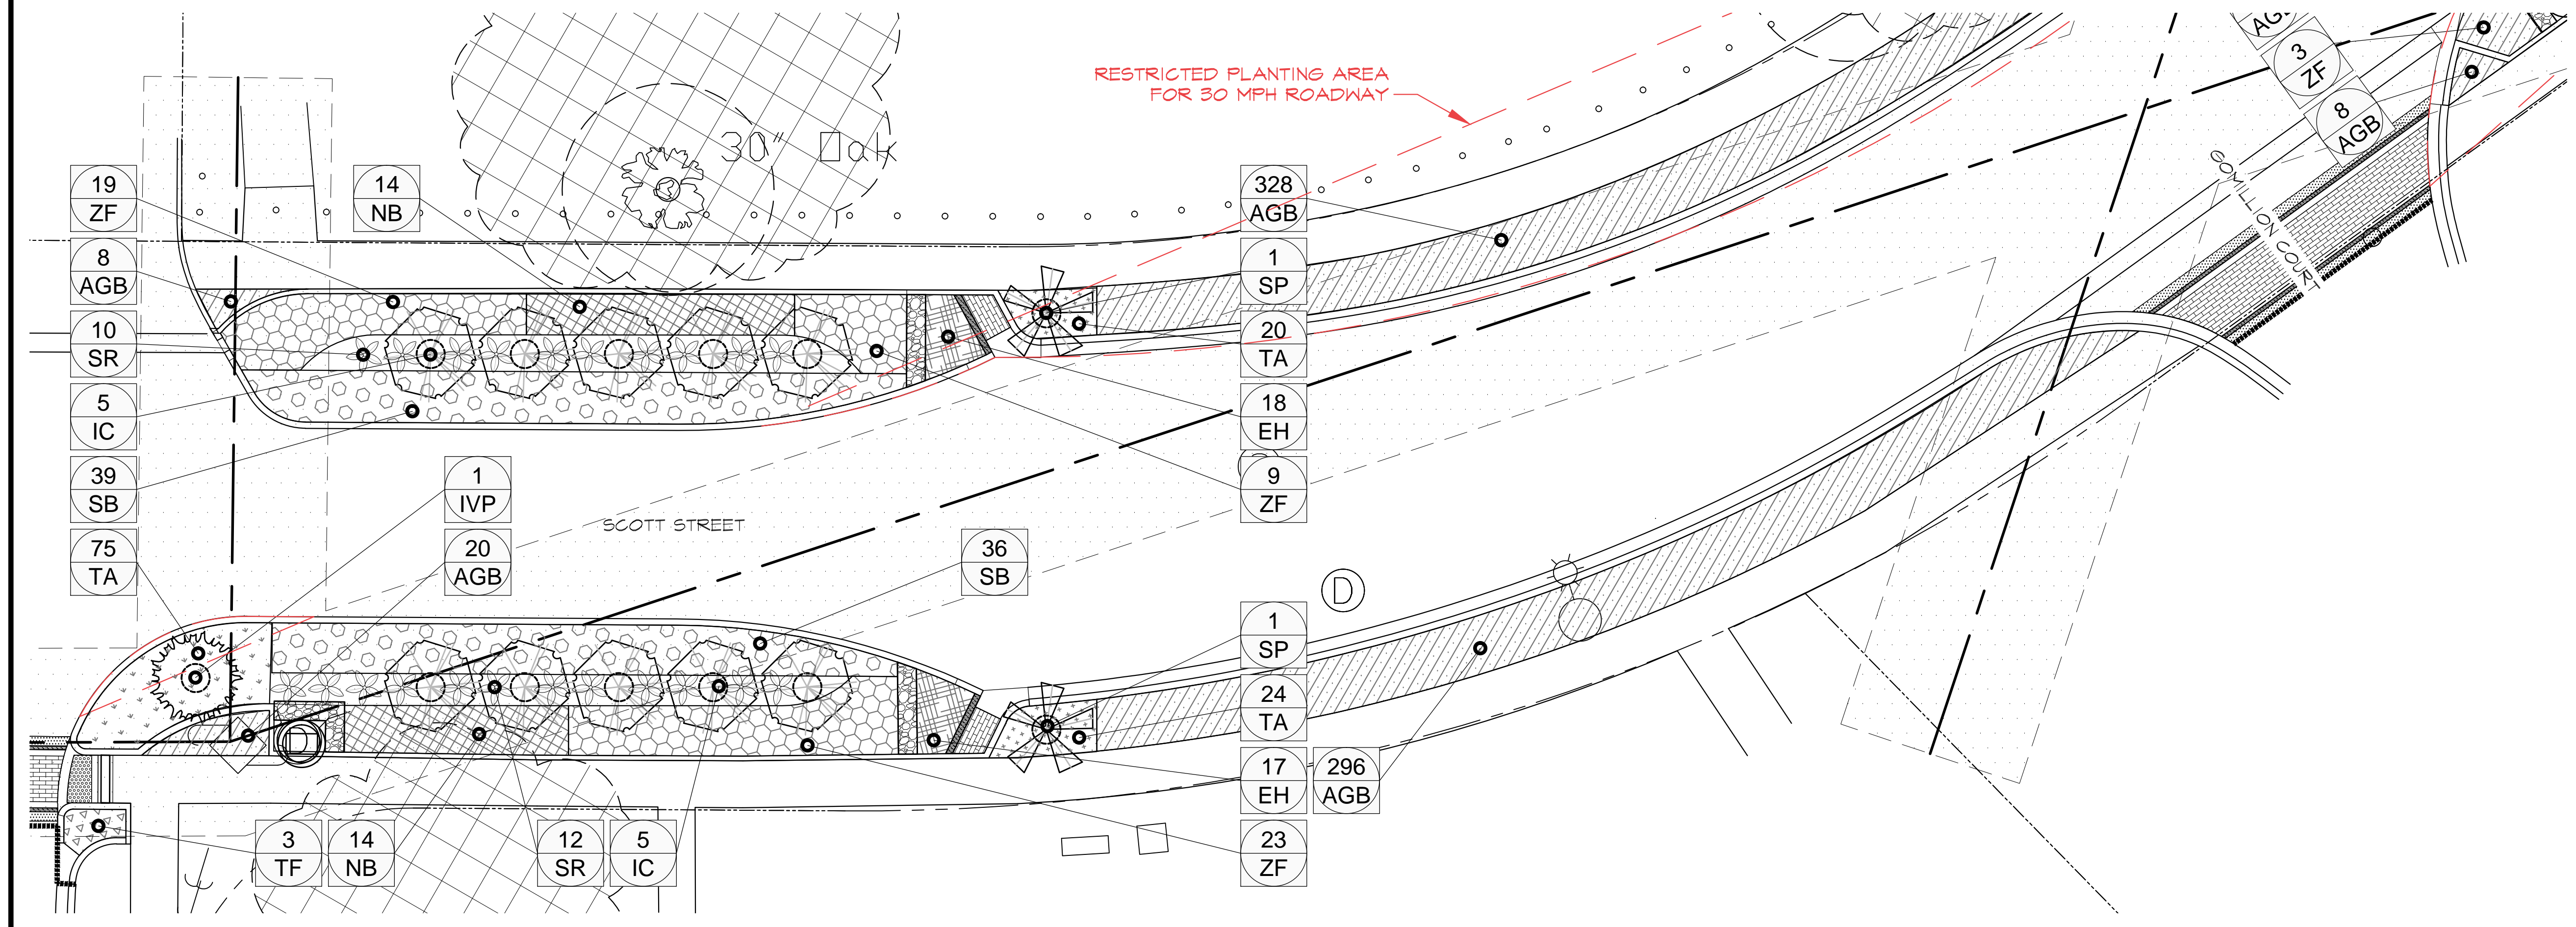 RESTRICTED PLANTING AREA
FOR 30 MPH ROADWAY
30" Oak
3
ZF
8
AGB
19
ZF
14
NB
328
AGB
8
AGB
1
SP
10
SR
20
TA
5
IC
18
EH
39
SB
1
IVP
9
ZF
SCOTT STREET
75
TA
20
AGB
36
SB
D
1
SP
24
TA
17
EH
296
AGB
3
TF
14
NB
12
SR
5
IC
23
ZF